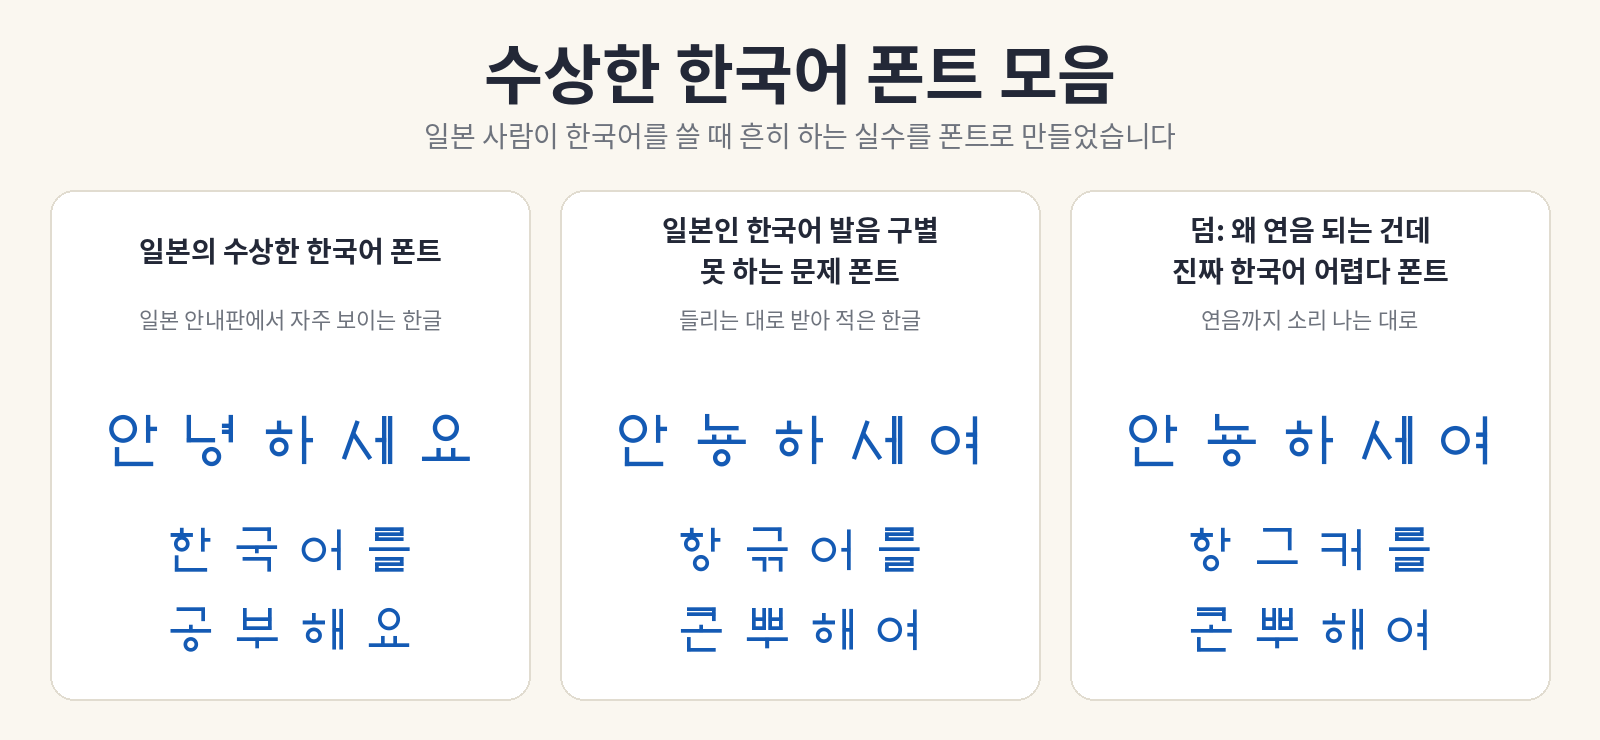 수상한 한국어 폰트 모음
일본 사람이 한국어를 쓸 때 흔히 하는 실수를 폰트로 만들었습니다
일본의 수상한 한국어 폰트
일본 안내판에서 자주 보이는 한글
안녕하세요
한국어를
공부해요
일본인 한국어 발음 구별
못 하는 문제 폰트
들리는 대로 받아 적은 한글
안뇽하세여
항귺어를
콘뿌해여
덤: 왜 연음 되는 건데
진짜 한국어 어렵다 폰트
연음까지 소리 나는 대로
안뇽하세여
항그커를
콘뿌해여